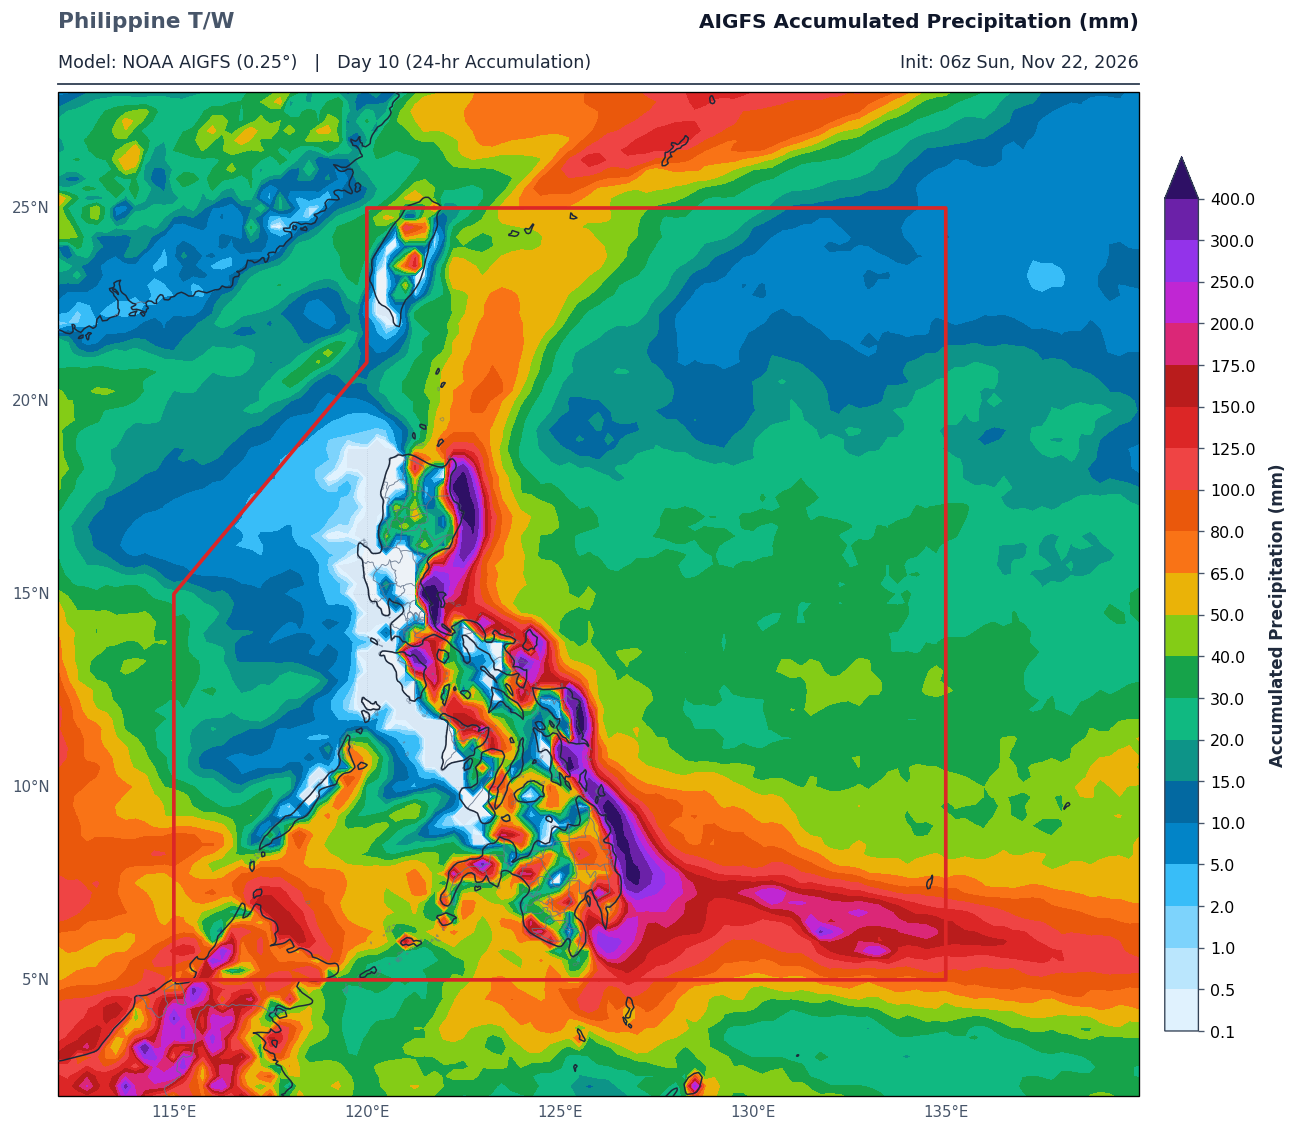 Philippine T/W
AIGFS Accumulated Precipitation (mm)
Model: NOAA AIGFS (0.25°)   |   Day 10 (24-hr Accumulation)
Init: 06z Sun, Nov 22, 2026
25°N
20°N
15°N
10°N
5°N
115°E
120°E
125°E
130°E
135°E
400.0
300.0
250.0
200.0
175.0
150.0
125.0
100.0
80.0
65.0
50.0
40.0
30.0
20.0
15.0
10.0
5.0
2.0
1.0
0.5
0.1
Accumulated Precipitation (mm)